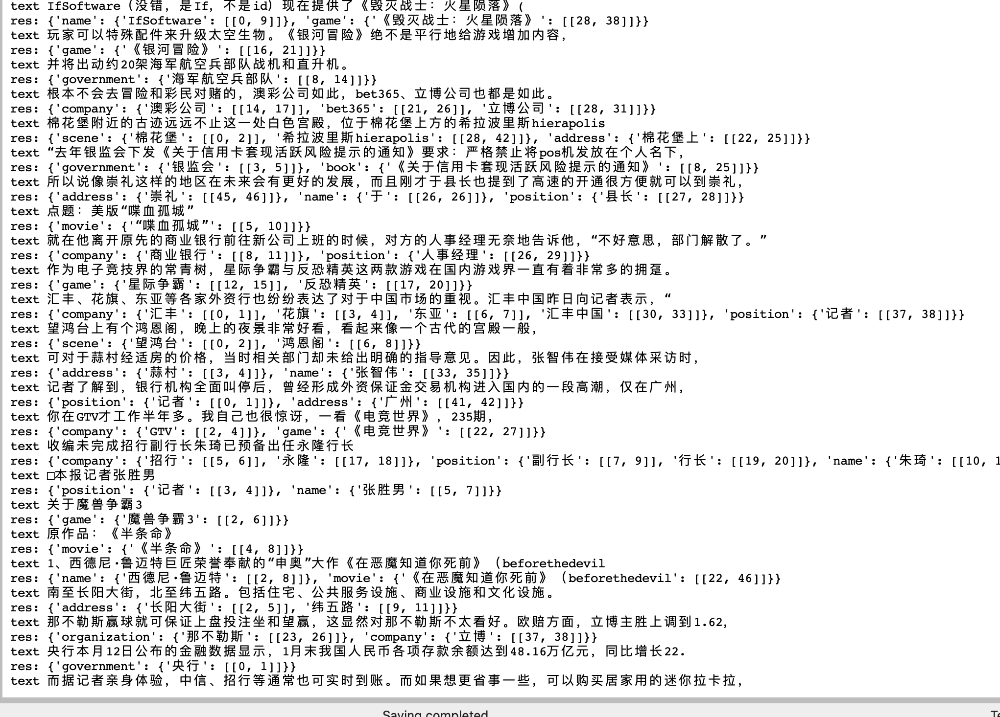 text IfSoftware（没错，是If，不是id）现在提供了《毁灭战士：火星陨落》(
res: {'name': {'IfSoftware': [[0, 9]]}, 'game': {'《毁灭战士：火星陨落》': [[28, 38]]}}
text 玩家可以特殊配件来升级太空生物。《银河冒险》绝不是平行地给游戏增加内容，
res: {'game': {'《银河冒险》': [[16, 21]]}}
text 并将出动约20架海军航空兵部队战机和直升机。
res: {'government': {'海军航空兵部队': [[8, 14]]}}
text 根本不会去冒险和彩民对赌的，澳彩公司如此，bet365、立博公司也都是如此。
res: {'company': {'澳彩公司': [[14, 17]], 'bet365': [[21, 26]], '立博公司': [[28, 31]]}}
text 棉花堡附近的古迹远远不止这一处白色宫殿，位于棉花堡上方的希拉波里斯hierapolis
res: {'scene': {'棉花堡': [[0, 2]], '希拉波里斯hierapolis': [[28, 42]]}, 'address': {'棉花堡上': [[22, 25]]}}
text “去年银监会下发《关于信用卡套现活跃风险提示的通知》要求：严格禁止将pos机发放在个人名下，
res: {'government': {'银监会': [[3, 5]]}, 'book': {'《关于信用卡套现活跃风险提示的通知》': [[8, 25]]}}
text 所以说像崇礼这样的地区在未来会有更好的发展，而且刚才于县长也提到了高速的开通很方便就可以到崇礼，
res: {'address': {'崇礼': [[45, 46]]}, 'name': {'于': [[26, 26]]}, 'position': {'县长': [[27, 28]]}}
text 点题：美版“喋血孤城”
res: {'movie': {'“喋血孤城”': [[5, 10]]}}
text 就在他离开原先的商业银行前往新公司上班的时候，对方的人事经理无奈地告诉他，“不好意思，部门解散了。”
res: {'company': {'商业银行': [[8, 11]]}, 'position': {'人事经理': [[26, 29]]}}
text 作为电子竞技界的常青树，星际争霸与反恐精英这两款游戏在国内游戏界一直有着非常多的拥趸。
res: {'game': {'星际争霸': [[12, 15]], '反恐精英': [[17, 20]]}}
text 汇丰、花旗、东亚等各家外资行也纷纷表达了对于中国市场的重视。汇丰中国昨日向记者表示，“
res: {'company': {'汇丰': [[0, 1]], '花旗': [[3, 4]], '东亚': [[6, 7]], '汇丰中国': [[30, 33]]}, 'position': {'记者': [[37, 38]]}}
text 望鸿台上有个鸿恩阁，晚上的夜景非常好看，看起来像一个古代的宫殿一般，
res: {'scene': {'望鸿台': [[0, 2]], '鸿恩阁': [[6, 8]]}}
text 可对于蒜村经适房的价格，当时相关部门却未给出明确的指导意见。因此，张智伟在接受媒体采访时，
res: {'address': {'蒜村': [[3, 4]]}, 'name': {'张智伟': [[33, 35]]}}
text 记者了解到，银行机构全面叫停后，曾经形成外资保证金交易机构进入国内的一段高潮，仅在广州，
res: {'position': {'记者': [[0, 1]]}, 'address': {'广州': [[41, 42]]}}
text 你在GTV才工作半年多。我自己也很惊讶，一看《电竞世界》，235期，
res: {'company': {'GTV': [[2, 4]]}, 'game': {'《电竞世界》': [[22, 27]]}}
text 收编未完成招行副行长朱琦已预备出任永隆行长
res: {'company': {'招行': [[5, 6]], '永隆': [[17, 18]]}, 'position': {'副行长': [[7, 9]], '行长': [[19, 20]]}, 'name': {'朱琦': [[10, 1
text □本报记者张胜男
res: {'position': {'记者': [[3, 4]]}, 'name': {'张胜男': [[5, 7]]}}
text 关于魔兽争霸3
res: {'game': {'魔兽争霸3': [[2, 6]]}}
text 原作品：《半条命》
res: {'movie': {'《半条命》': [[4, 8]]}}
text 1、西德尼·鲁迈特巨匠荣誉奉献的“申奥”大作《在恶魔知道你死前》（beforethedevil
res: {'name': {'西德尼·鲁迈特': [[2, 8]]}, 'movie': {'《在恶魔知道你死前》（beforethedevil': [[22, 46]]}}
text 南至长阳大街，北至纬五路。包括住宅、公共服务设施、商业设施和文化设施。
res: {'address': {'长阳大街': [[2, 5]], '纬五路': [[9, 11]]}}
text 那不勒斯赢球就可保证上盘投注坐和望赢，这显然对那不勒斯不太看好。欧赔方面，立博主胜上调到1.62，
res: {'organization': {'那不勒斯': [[23, 26]]}, 'company': {'立博': [[37, 38]]}}
text 央行本月12日公布的金融数据显示，1月末我国人民币各项存款余额达到48.16万亿元，同比增长22.
res: {'government': {'央行': [[0, 1]]}}
text 而据记者亲身体验，中信、招行等通常也可实时到账。而如果想更省事一些，可以购买居家用的迷你拉卡拉，
Saving completed